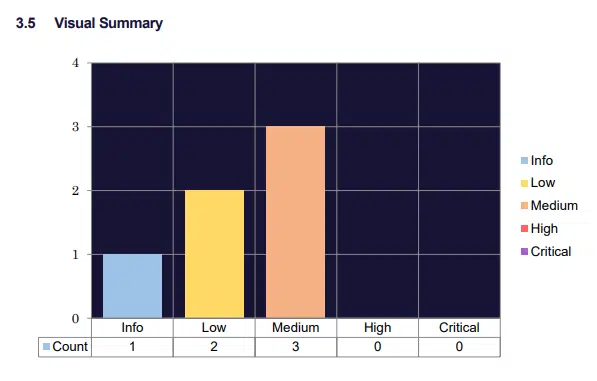 3.5 Visual Summary
4
3
2
1
0
Info
Low
Medium
High
Critical
Info Low Medium High Critical
Count 1 2 3 0 0